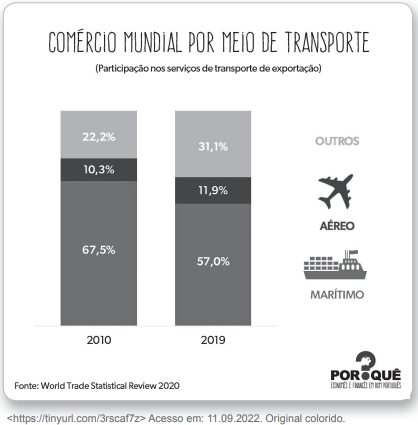 COMÉRCIO MUNDIAL POR MEIO DE TRANSPORTE
(Participação nos serviços de transporte de exportação)
22,2%
10,3%
67,5%
2010
31,1%
11,9%
57,0%
2019
OUTROS
AÉREO
MARÍTIMO
Fonte: World Trade Statistical Review 2020
POR?QUÊ
ECONOMÊS E FINANCÊS EM BOM PORTUGUÊS
<https://tinyurl.com/3rscaf7z> Acesso em: 11.09.2022. Original colorido.